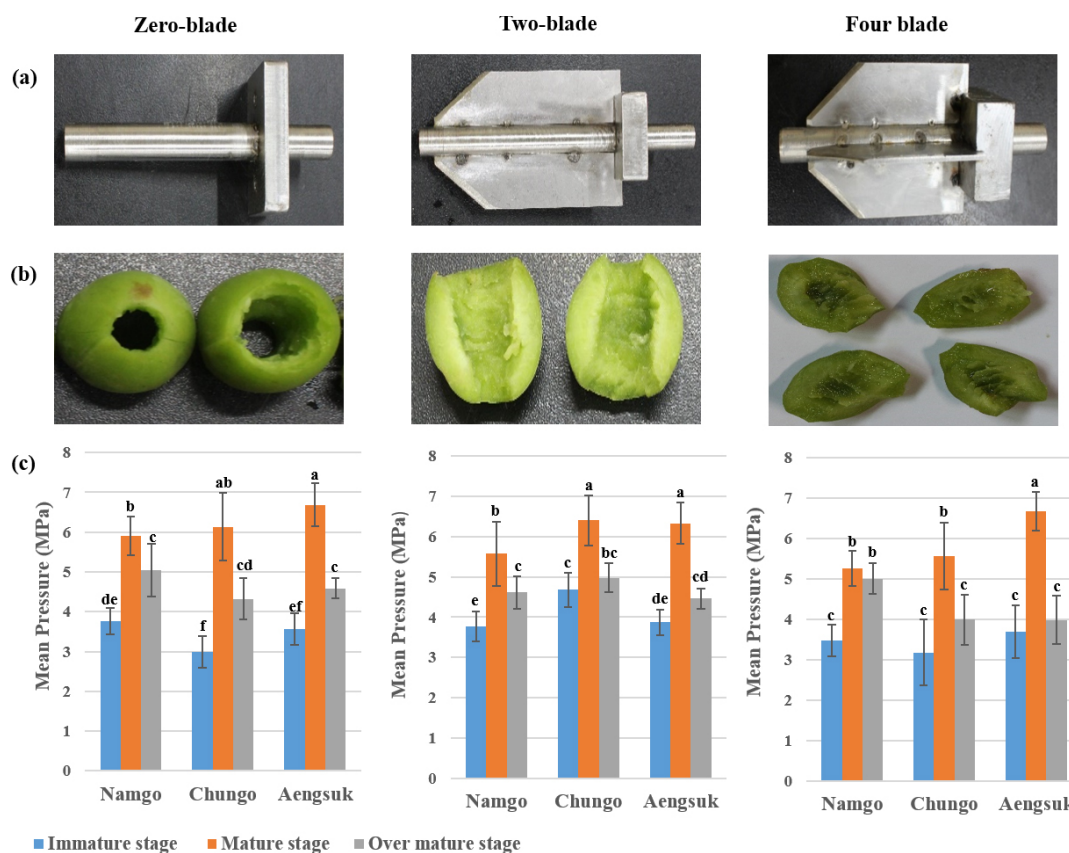 Zero-blade
Two-blade
Four blade
(a)
(b)
(c)
Mean Pressure (MPa)
8
7
6
5
4
3
2
1
0
de
b
c
f
ab
cd
ef
a
c
Namgo
Chungo
Aengsuk
Mean Pressure (MPa)
8
7
6
5
4
3
2
1
0
e
b
c
c
a
bc
de
a
cd
Namgo
Chungo
Aengsuk
Mean Pressure (MPa)
8
7
6
5
4
3
2
1
0
c
b
b
c
b
c
c
a
c
Namgo
Chungo
Aengsuk
Immature stage
Mature stage
Over mature stage